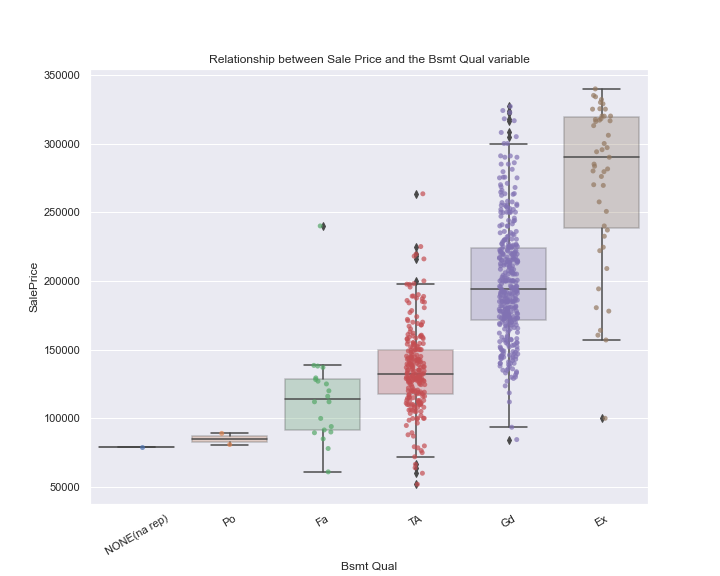 Relationship between Sale Price and the Bsmt Qual variable
350000
300000
250000
200000
150000
100000
50000
SalePrice
NONE(na rep)
Po
Fa
TA
Gd
Ex
Bsmt Qual